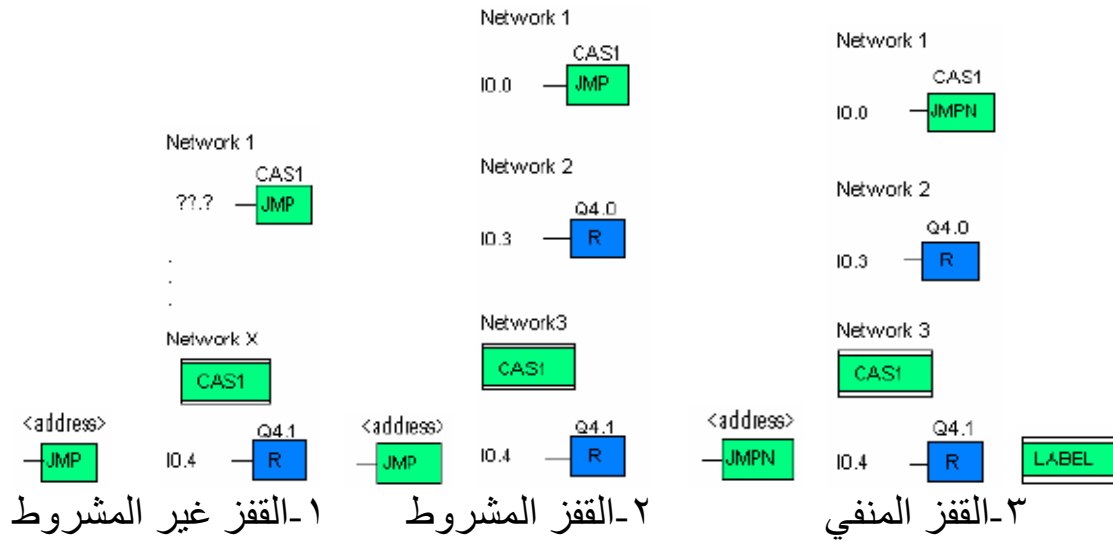 Network 1
CAS1
??.?
JMP
.
.
.
Network X
CAS1
<address>
JMP
I0.4
Q4.1
R
١-القفز غير المشروط
Network 1
CAS1
I0.0
JMP
Network 2
Q4.0
I0.3
R
Network3
CAS1
<address>
JMP
I0.4
Q4.1
R
٢-القفز المشروط
Network 1
CAS1
I0.0
JMPN
Network 2
Q4.0
I0.3
R
Network 3
CAS1
<address>
JMPN
I0.4
Q4.1
R
LABEL
٣-القفز المنفي